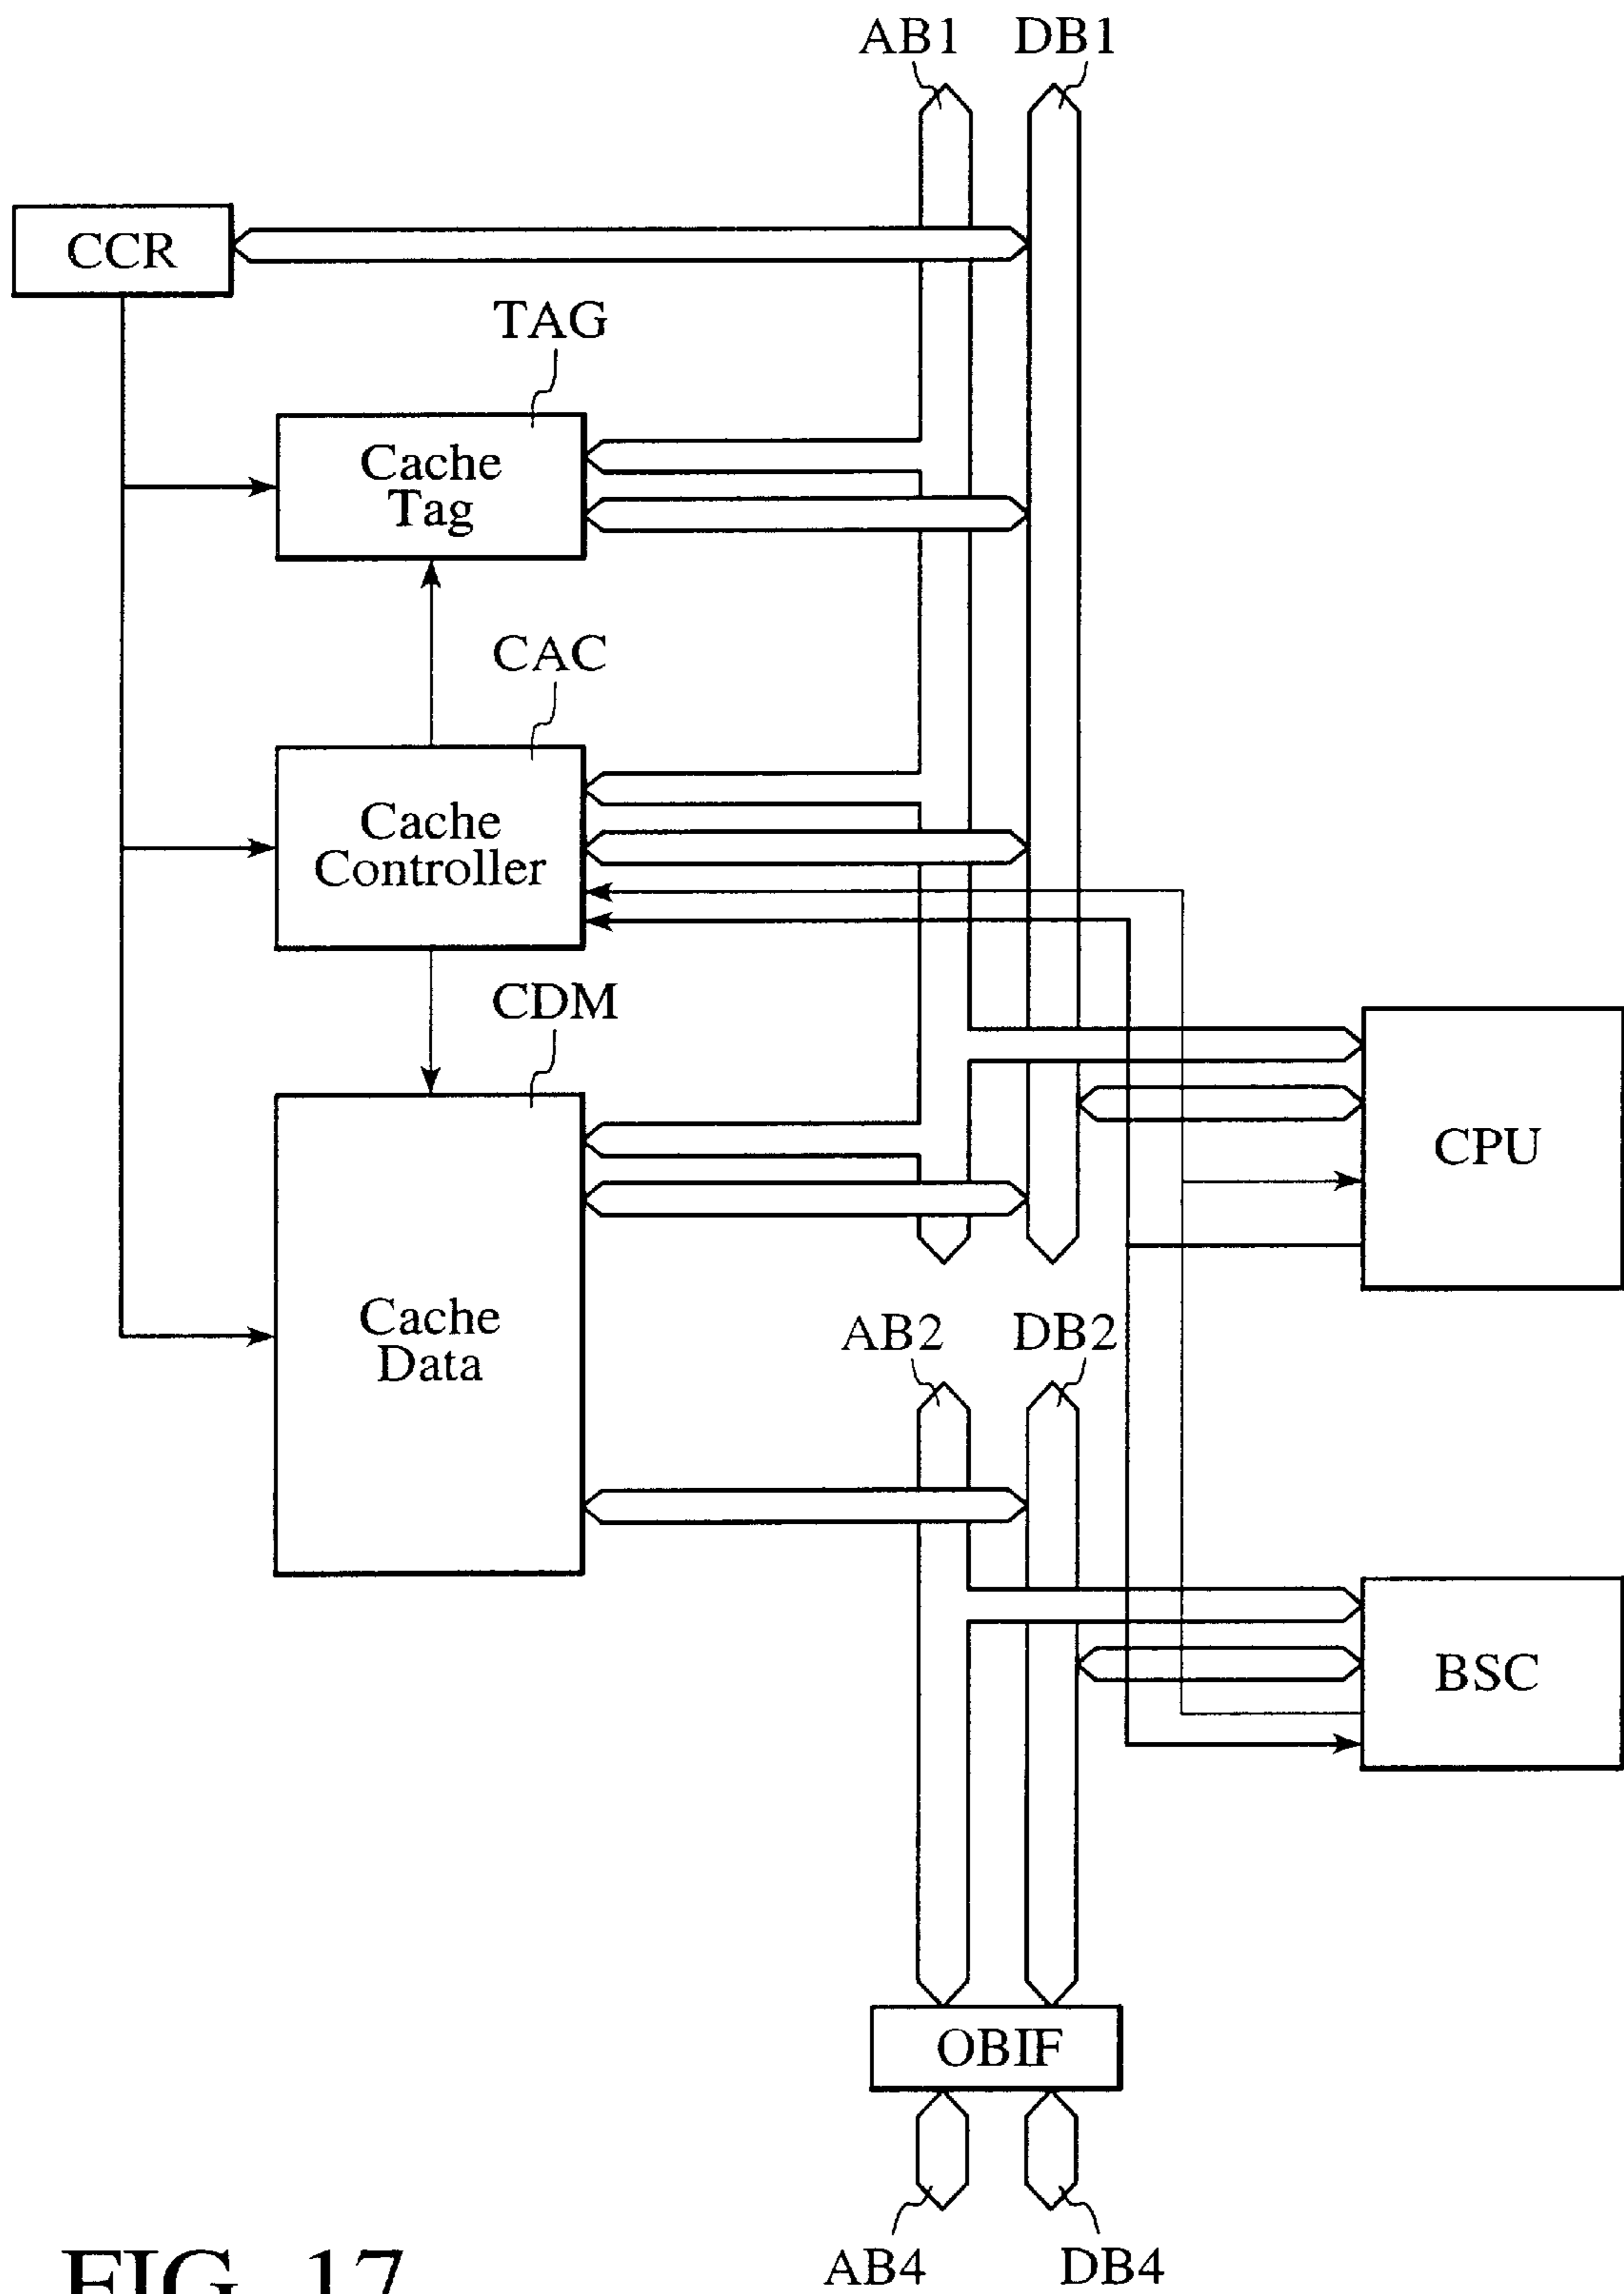 AB1 DB1
CCR
TAG
Cache
Tag
CAC
Cache
Controller
CDM
CPU
Cache
Data
AB2 DB2
BSC
OBIF
AB4 DB4
FIG. 17